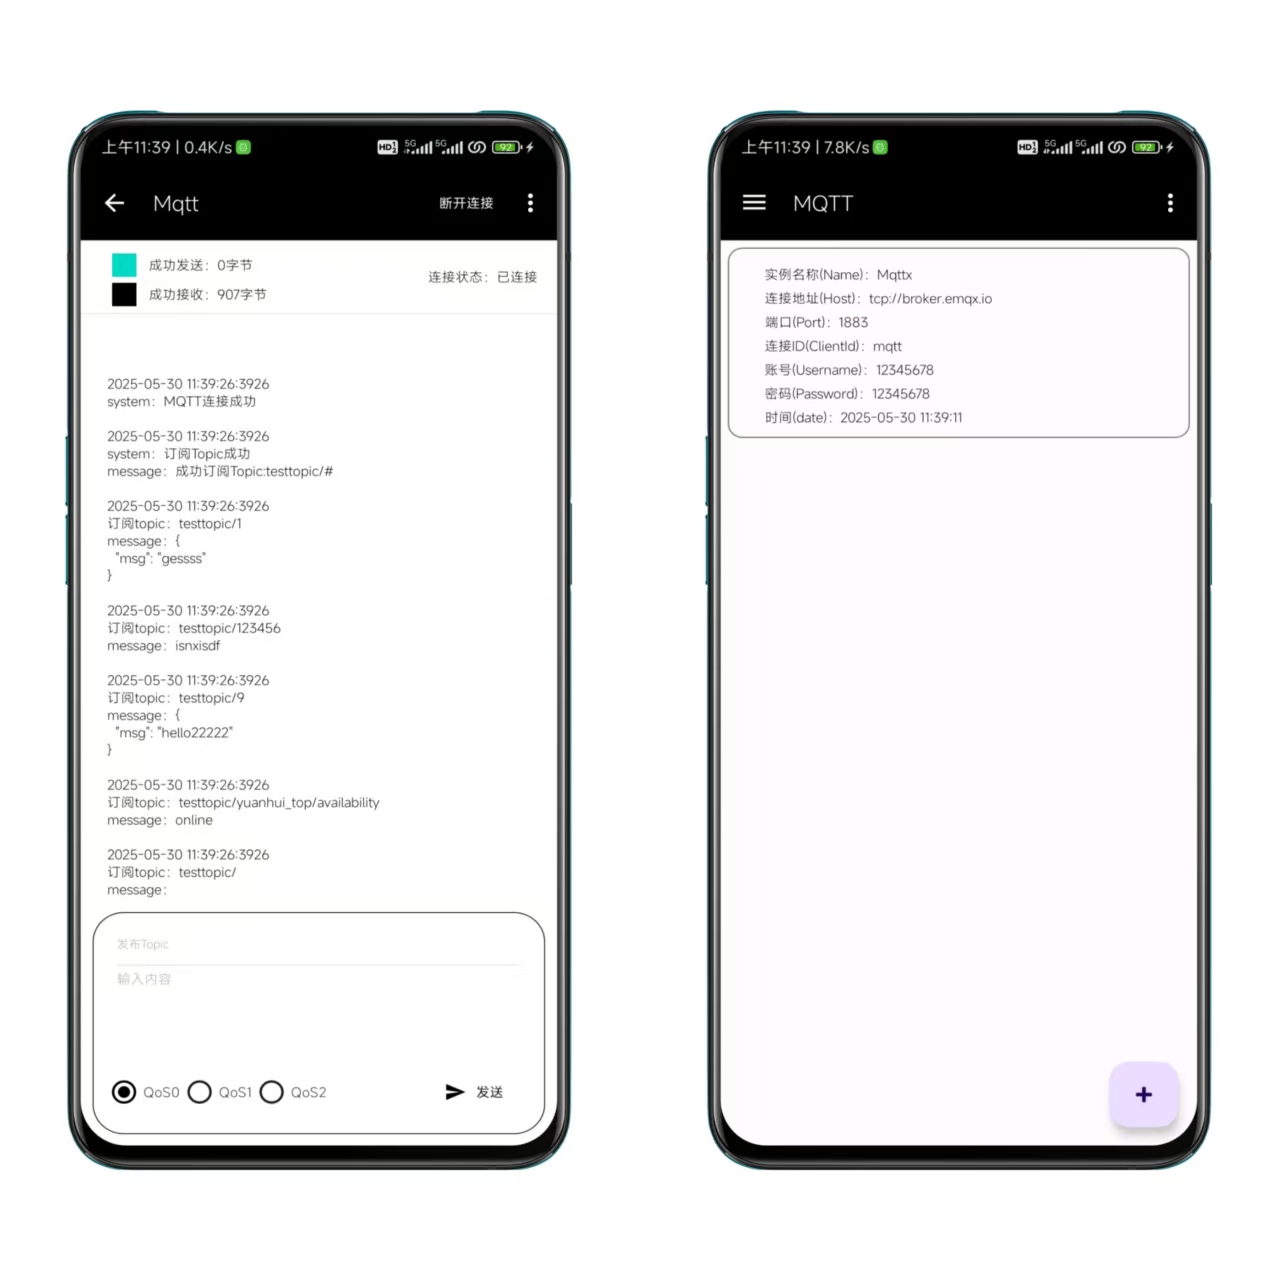 上午11:39 | 0.4K/s
HD 5G 5G 92
Mqtt
断开连接
成功发送：0字节
成功接收：907字节
连接状态：已连接
2025-05-30 11:39:26:3926
system：MQTT连接成功
2025-05-30 11:39:26:3926
system：订阅Topic成功
message：成功订阅Topic:testtopic/#
2025-05-30 11:39:26:3926
订阅topic：testtopic/1
message：{
"msg": "gessss"
}
2025-05-30 11:39:26:3926
订阅topic：testtopic/123456
message：isnxisdf
2025-05-30 11:39:26:3926
订阅topic：testtopic/9
message：{
"msg": "hello22222"
}
2025-05-30 11:39:26:3926
订阅topic：testtopic/yuanhui_top/availability
message：online
2025-05-30 11:39:26:3926
订阅topic：testtopic/
message：
发布Topic
输入内容
QoS0 QoS1 QoS2
发送
上午11:39 | 7.8K/s
HD 5G 5G 92
MQTT
实例名称(Name)：Mqttx
连接地址(Host)：tcp://broker.emqx.io
端口(Port)：1883
连接ID(ClientId)：mqtt
账号(Username)：12345678
密码(Password)：12345678
时间(date)：2025-05-30 11:39:11
+